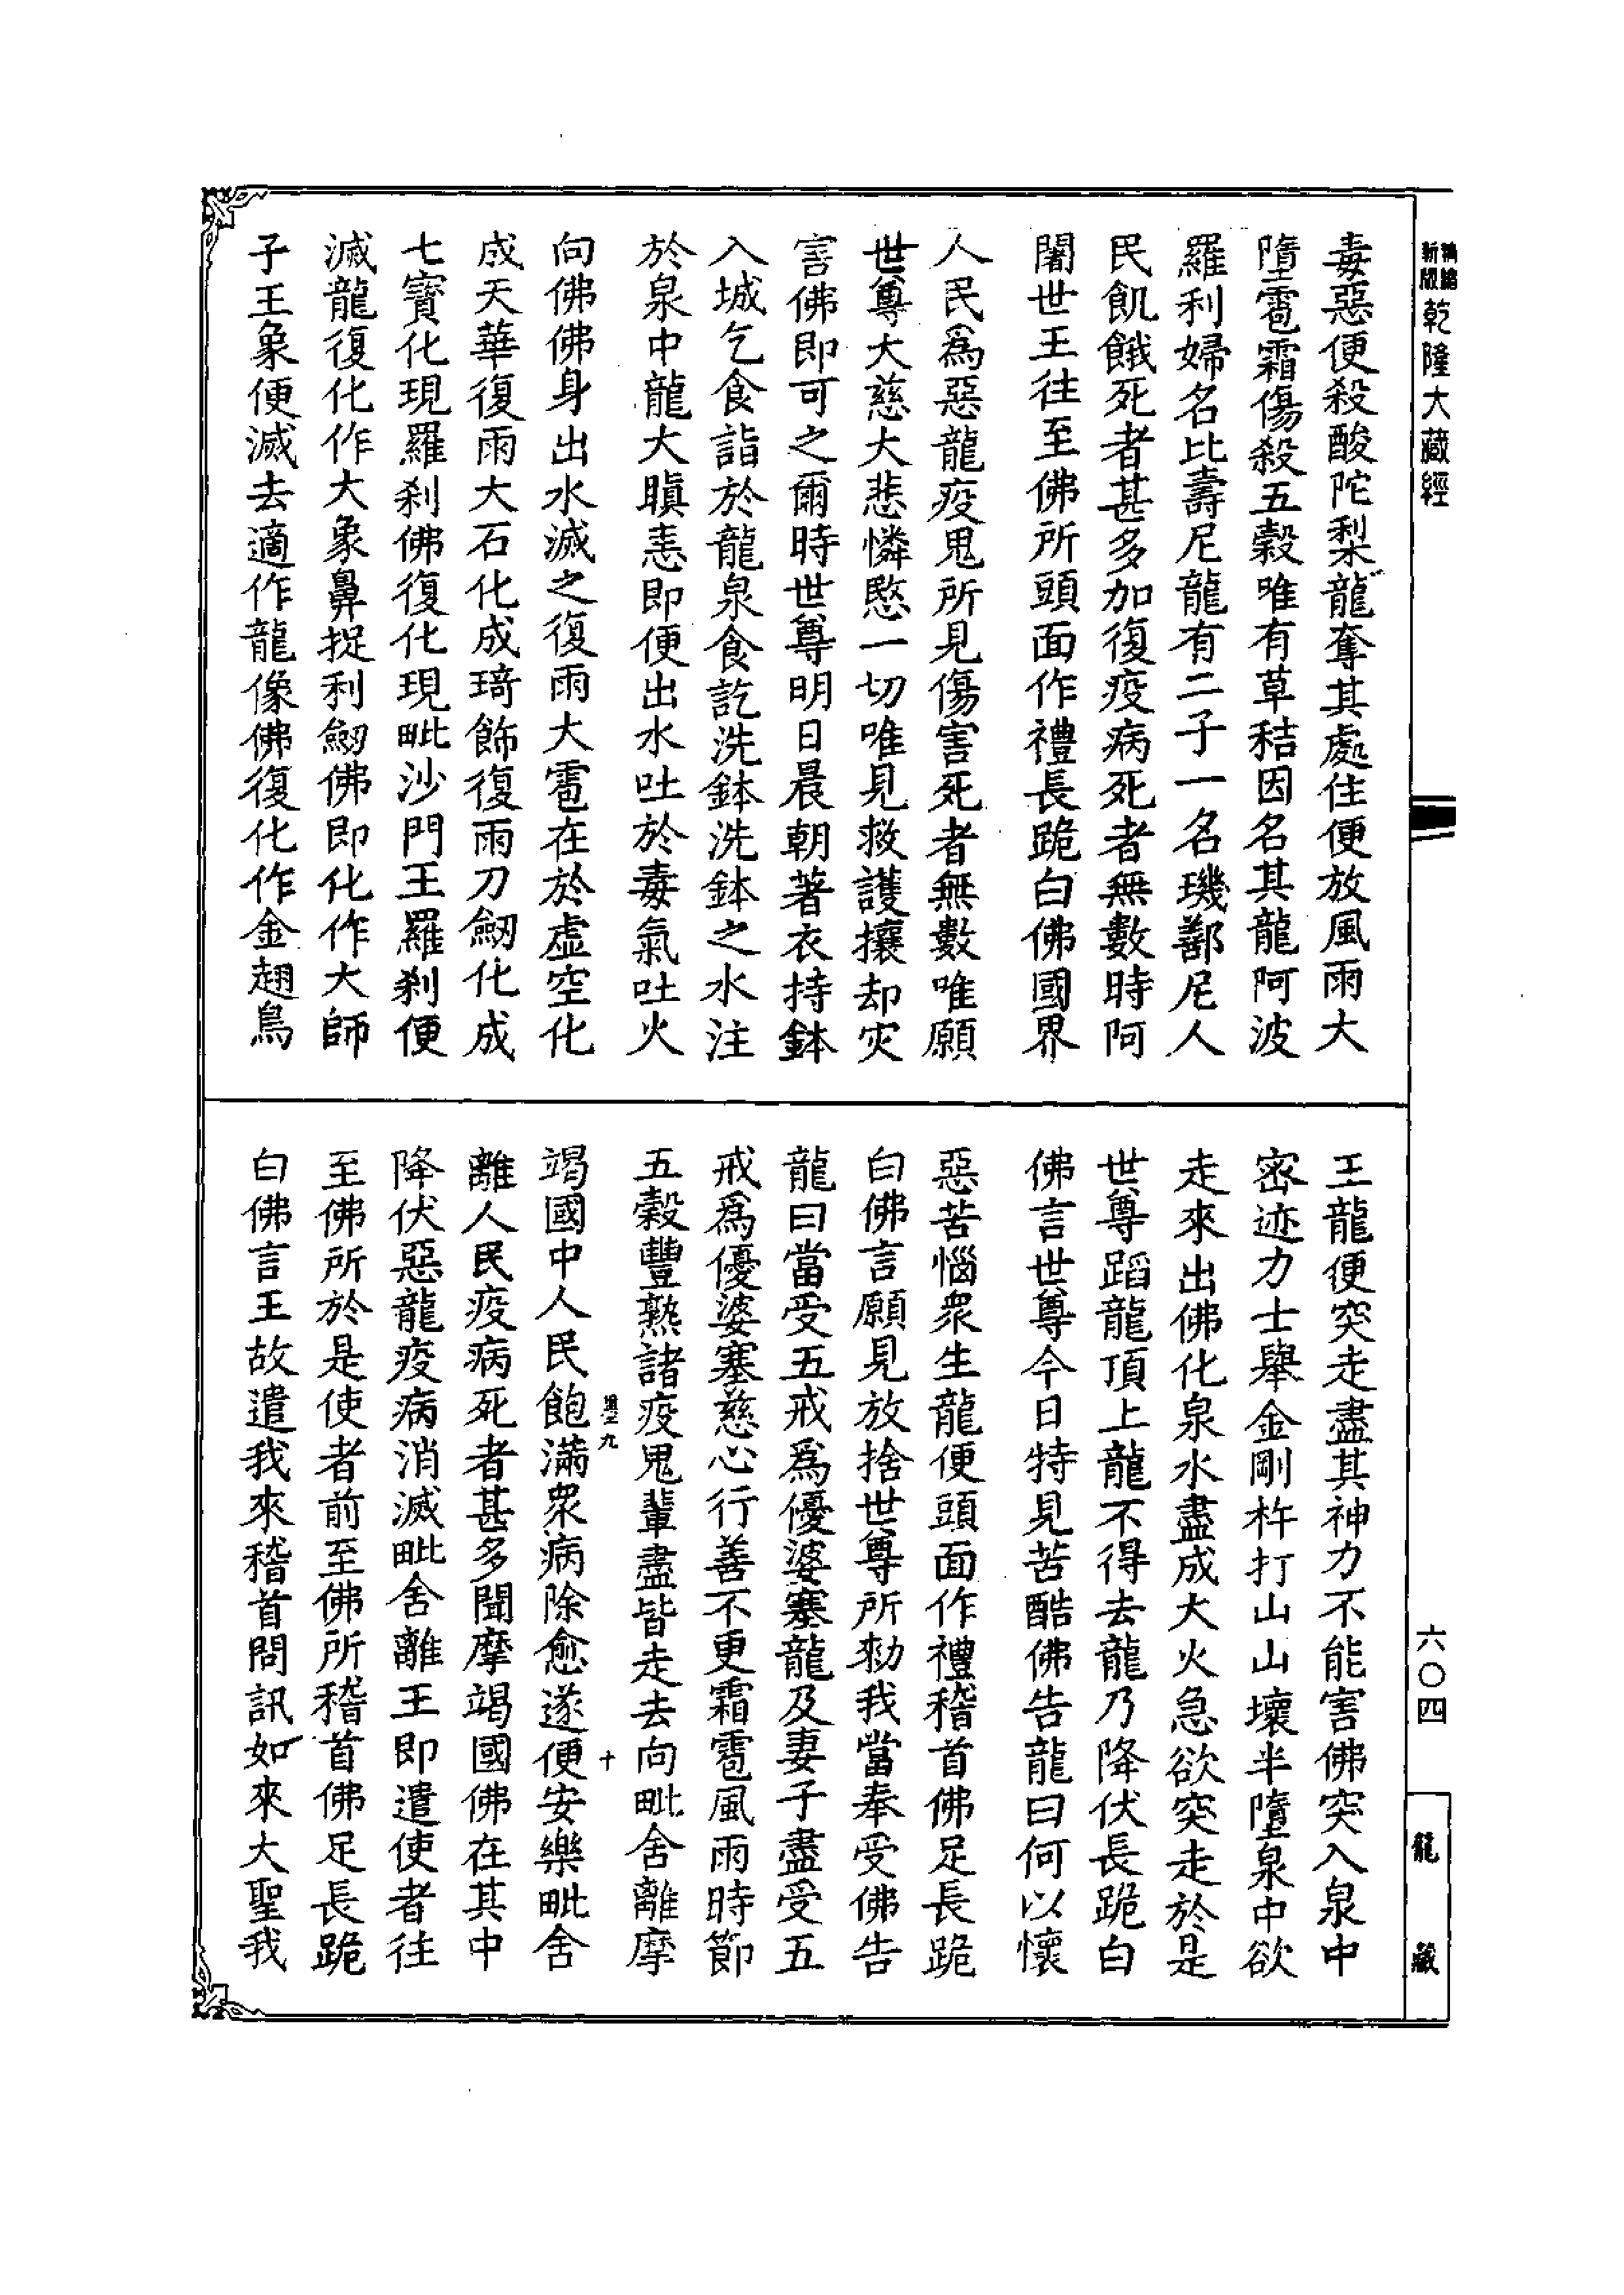 毒惡便殺酸陀梨龍奪其處住便放風雨大
墮雹霜傷殺五穀唯有草秸因名其龍阿波
羅利婦名比壽尼龍有二子一名璣鄯尼人
民飢餓死者甚多加復疫病死者無數時阿
闍世王往至佛所頭面作禮長跪白佛國界
人民爲惡龍疫鬼所見傷害死者無數唯願
世尊大慈大悲憐愍一切唯見救護攘却灾
害佛即可之爾時世尊明日晨朝著衣持鉢
入城乞食詣於龍泉食訖洗鉢洗鉢之水注
於泉中龍大瞋恚即便出水吐於毒氣吐火
向佛佛身出水滅之復雨大雹在於虛空化
成天華復雨大石化成琦飾復雨刀劒化成
七寶化現羅刹佛復化現毗沙門王羅刹便
滅龍復化作大象鼻捉利劒佛即化作大師
子王象便滅去適作龍像佛復化作金翅鳥
王龍便突走盡其神力不能害佛突入泉中
密迹力士舉金剛杵打山山壞半墮泉中欲
走來出佛化泉水盡成大火急欲突走於是
世尊蹈龍頂上龍不得去龍乃降伏長跪白
佛言世尊今日特見苦酷佛告龍曰何以懷
惡苦惱衆生龍便頭面作禮稽首佛足長跪
白佛言願見放捨世尊所勑我當奉受佛告
龍曰當受五戒爲優婆塞龍及妻子盡受五
戒爲優婆塞慈心行善不更霜雹風雨時節
五穀豐熟諸疫鬼輩盡皆走去向毗舍離摩
竭國中人民飽滿衆病除愈遂便安樂毗舍
離人民疫病死者甚多聞摩竭國佛在其中
降伏惡龍疫病消滅毗舍離王即遣使者往
至佛所於是使者前至佛所稽首佛足長跪
白佛言王故遣我來稽首問訊如來大聖我
九
十
新版
乾隆大藏經
六〇四
龍藏